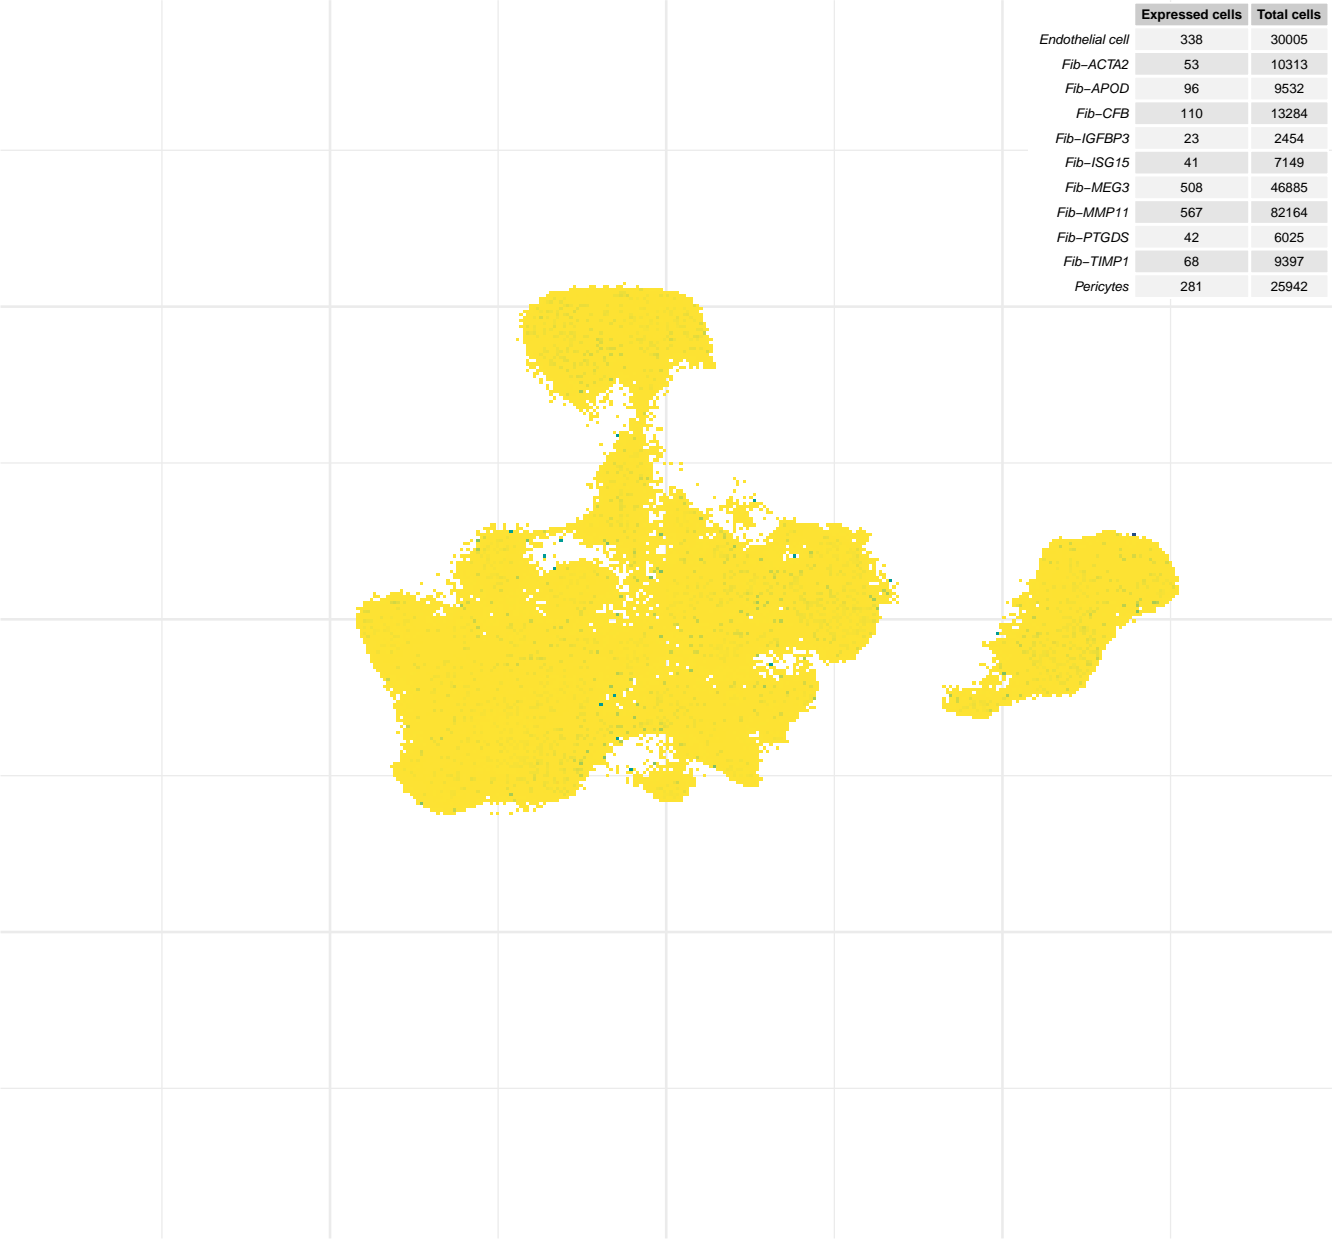 Expressed cells Total cells
Endothelial cell 338 30005
Fib−ACTA2 53 10313
Fib−APOD 96 9532
Fib−CFB 110 13284
Fib−IGFBP3 23 2454
Fib−ISG15 41 7149
Fib−MEG3 508 46885
Fib−MMP11 567 82164
Fib−PTGDS 42 6025
Fib−TIMP1 68 9397
Pericytes 281 25942